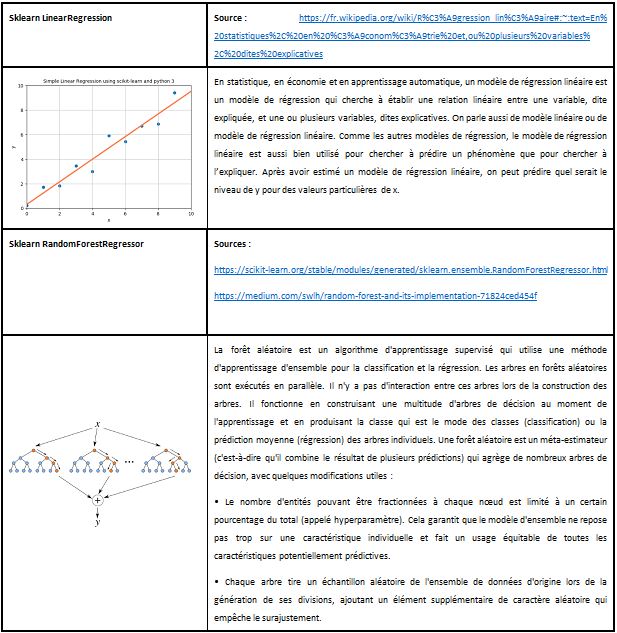 Sklearn LinearRegression
Source : https://fr.wikipedia.org/wiki/R%C3%A9gression_lin%C3%A9aire#:~:text=En%
20statistiques%2C%20en%20%C3%A9conom%C3%A9trie%20et,ou%20plusieurs%20variables%
2C%20dites%20explicatives
Simple Linear Regression using scikit-learn and python 3
10
8
6
4
2
0
y
0 2 4 6 8 10
x
En statistique, en économie et en apprentissage automatique, un modèle de régression linéaire est
un modèle de régression qui cherche à établir une relation linéaire entre une variable, dite
expliquée, et une ou plusieurs variables, dites explicatives. On parle aussi de modèle linéaire ou de
modèle de régression linéaire. Comme les autres modèles de régression, le modèle de régression
linéaire est aussi bien utilisé pour chercher à prédire un phénomène que pour chercher à
l'expliquer. Après avoir estimé un modèle de régression linéaire, on peut prédire quel serait le
niveau de y pour des valeurs particulières de x.
Sklearn RandomForestRegressor
Sources :
https://scikit-learn.org/stable/modules/generated/sklearn.ensemble.RandomForestRegressor.html
https://medium.com/swlh/random-forest-and-its-implementation-71824ced454f
x
...
+
y
La forêt aléatoire est un algorithme d'apprentissage supervisé qui utilise une méthode
d'apprentissage d'ensemble pour la classification et la régression. Les arbres en forêts aléatoires
sont exécutés en parallèle. Il n'y a pas d'interaction entre ces arbres lors de la construction des
arbres. Il fonctionne en construisant une multitude d'arbres de décision au moment de
l'apprentissage et en produisant la classe qui est le mode des classes (classification) ou la
prédiction moyenne (régression) des arbres individuels. Une forêt aléatoire est un méta-estimateur
(c'est-à-dire qu'il combine le résultat de plusieurs prédictions) qui agrège de nombreux arbres de
décision, avec quelques modifications utiles :
• Le nombre d'entités pouvant être fractionnées à chaque nœud est limité à un certain
pourcentage du total (appelé hyperparamètre). Cela garantit que le modèle d'ensemble ne repose
pas trop sur une caractéristique individuelle et fait un usage équitable de toutes les
caractéristiques potentiellement prédictives.
• Chaque arbre tire un échantillon aléatoire de l'ensemble de données d'origine lors de la
génération de ses divisions, ajoutant un élément supplémentaire de caractère aléatoire qui
empêche le surajustement.